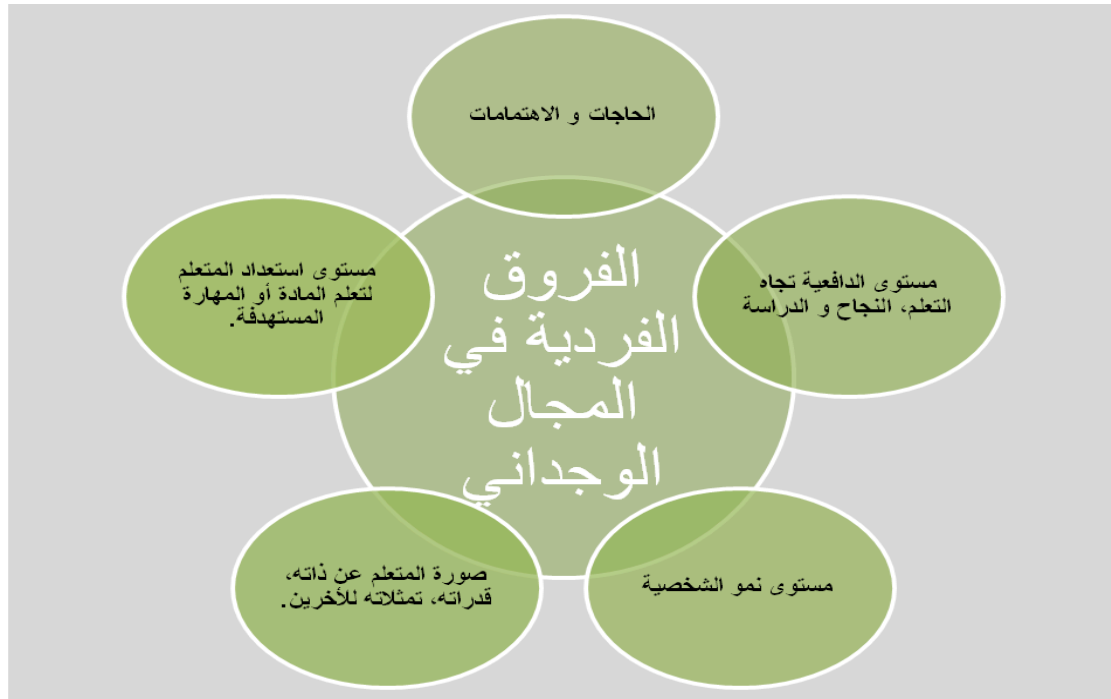 الحاجات و الاهتمامات
الفروق
الفردية في
المجال
الوجداني
مستوى الدافعية تجاه
التعلم، النجاح و الدراسة
مستوى نمو الشخصية
صورة المتعلم عن ذاته،
قدراته، تمثلاته للأخرين.
مستوى استعداد المتعلم
لتعلم المادة أو المهارة
المستهدفة.